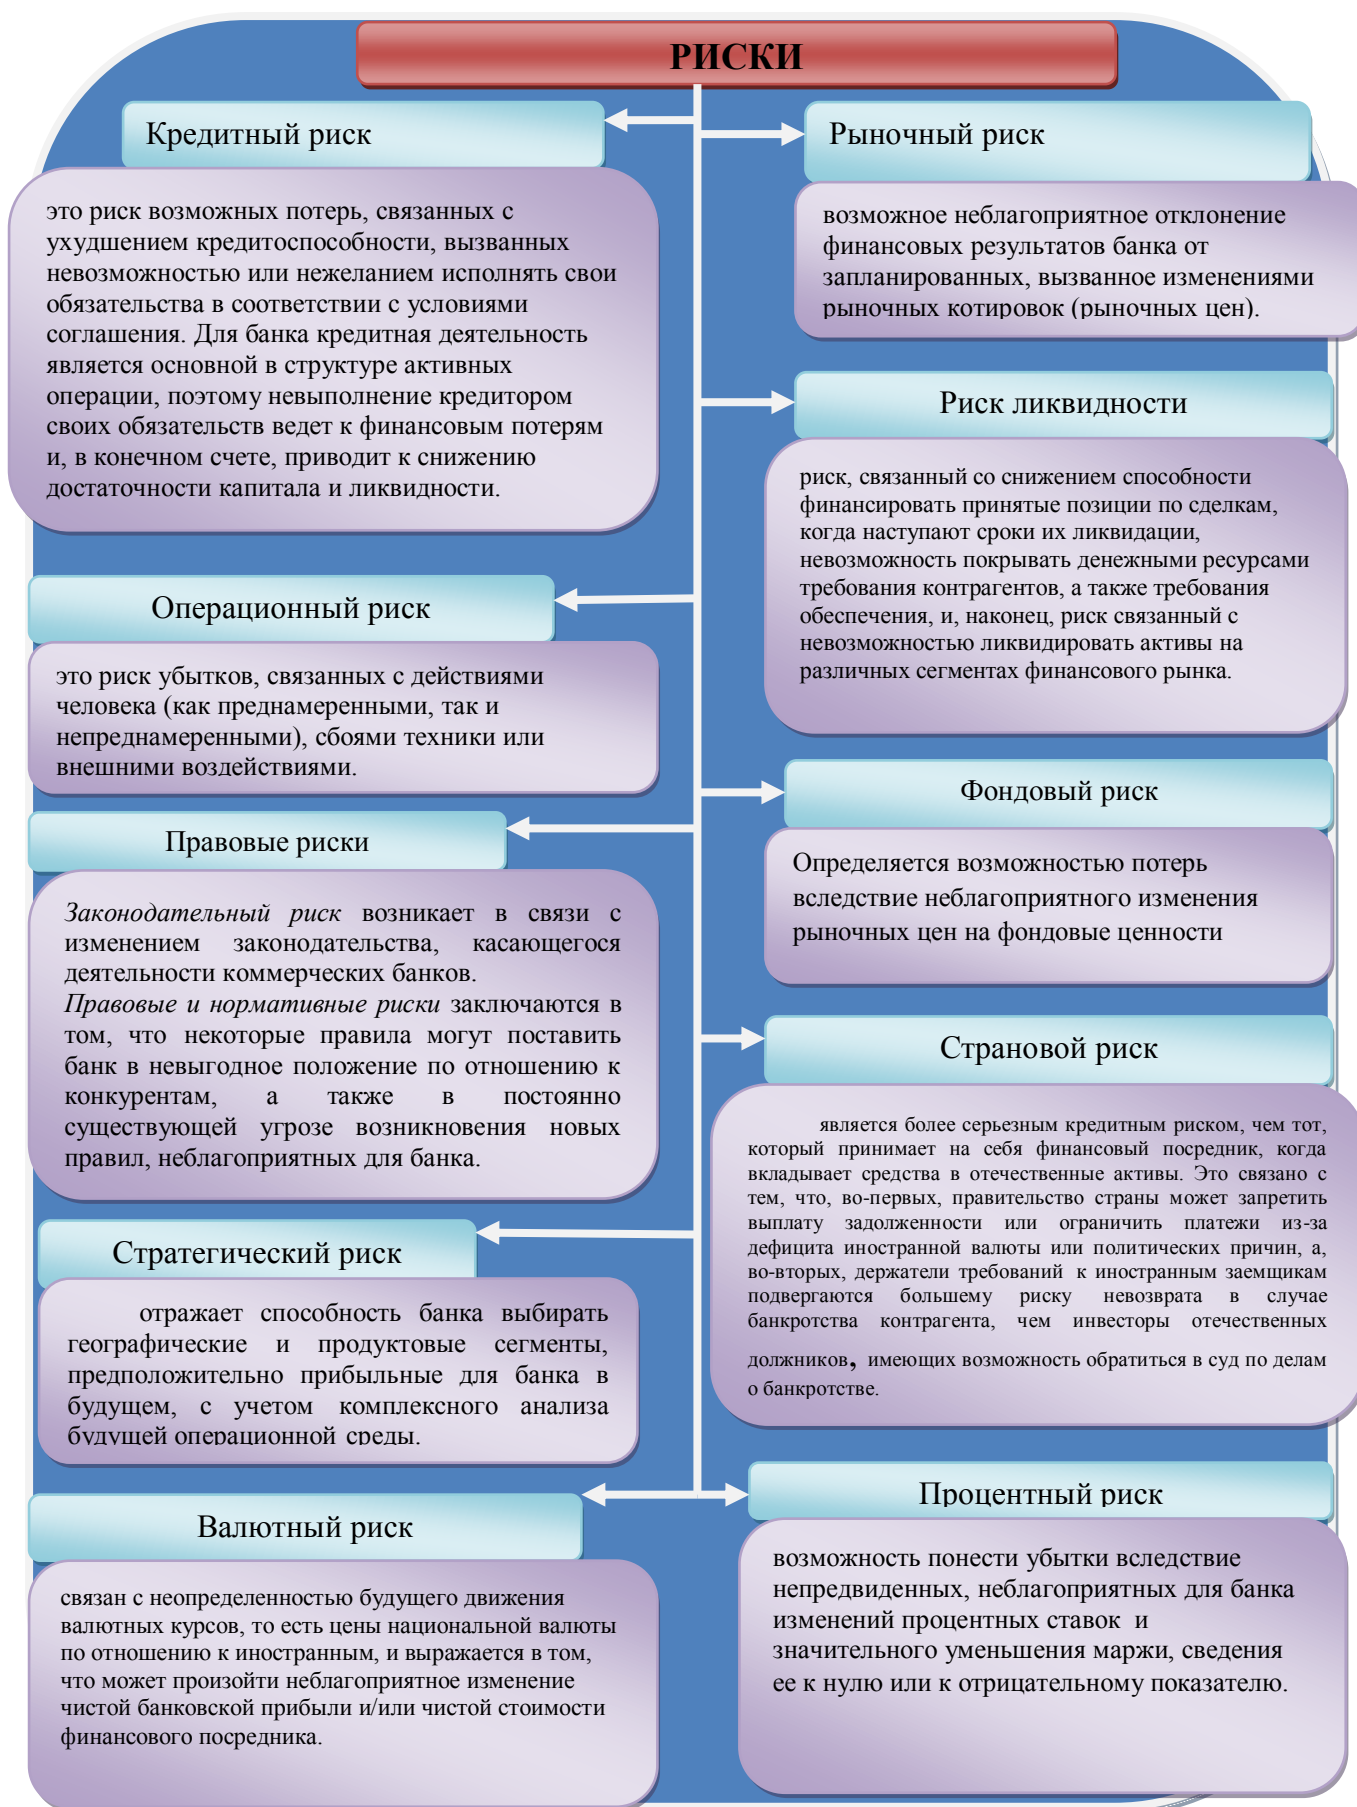 РИСКИ
Кредитный риск
это риск возможных потерь, связанных с
ухудшением кредитоспособности, вызванных
невозможностью или нежеланием исполнять свои
обязательства в соответствии с условиями
соглашения. Для банка кредитная деятельность
является основной в структуре активных
операции, поэтому невыполнение кредитором
своих обязательств ведет к финансовым потерям
и, в конечном счете, приводит к снижению
достаточности капитала и ликвидности.
Рыночный риск
возможное неблагоприятное отклонение
финансовых результатов банка от
запланированных, вызванное изменениями
рыночных котировок (рыночных цен).
Риск ликвидности
риск, связанный со снижением способности
финансировать принятые позиции по сделкам,
когда наступают сроки их ликвидации,
невозможность покрывать денежными ресурсами
требования контрагентов, а также требования
обеспечения, и, наконец, риск связанный с
невозможностью ликвидировать активы на
различных сегментах финансового рынка.
Операционный риск
это риск убытков, связанных с действиями
человека (как преднамеренными, так и
непреднамеренными), сбоями техники или
внешними воздействиями.
Фондовый риск
Определяется возможностью потерь
вследствие неблагоприятного изменения
рыночных цен на фондовые ценности
Правовые риски
Законодательный риск возникает в связи с
изменением законодательства, касающегося
деятельности коммерческих банков.
Правовые и нормативные риски заключаются в
том, что некоторые правила могут поставить
банк в невыгодное положение по отношению к
конкурентам, а также в постоянно
существующей угрозе возникновения новых
правил, неблагоприятных для банка.
Страновой риск
является более серьезным кредитным риском, чем тот,
который принимает на себя финансовый посредник, когда
вкладывает средства в отечественные активы. Это связано с
тем, что, во-первых, правительство страны может запретить
выплату задолженности или ограничить платежи из-за
дефицита иностранной валюты или политических причин, а,
во-вторых, держатели требований к иностранным заемщикам
подвергаются большему риску невозврата в случае
банкротства контрагента, чем инвесторы отечественных
должников, имеющих возможность обратиться в суд по делам
о банкротстве.
Стратегический риск
отражает способность банка выбирать
географические и продуктовые сегменты,
предположительно прибыльные для банка в
будущем, с учетом комплексного анализа
будущей операционной среды.
Процентный риск
возможность понести убытки вследствие
непредвиденных, неблагоприятных для банка
изменений процентных ставок и
значительного уменьшения маржи, сведения
ее к нулю или к отрицательному показателю.
Валютный риск
связан с неопределенностью будущего движения
валютных курсов, то есть цены национальной валюты
по отношению к иностранным, и выражается в том,
что может произойти неблагоприятное изменение
чистой банковской прибыли и/или чистой стоимости
финансового посредника.